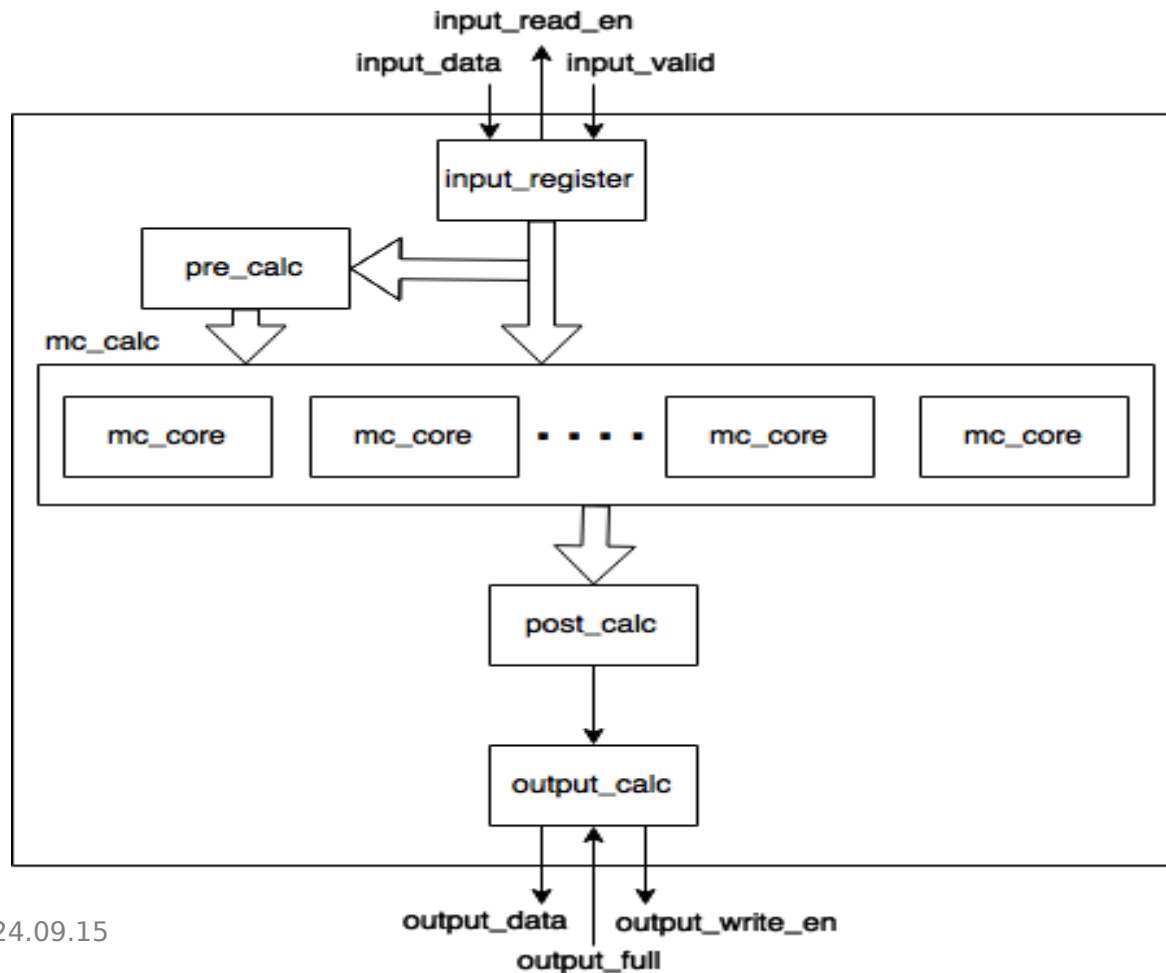 input_read_en
input_data
input_valid
input_register
pre_calc
mc_calc
mc_core
mc_core
mc_core
mc_core
post_calc
output_calc
output_data
output_write_en
24.09.15
output_full